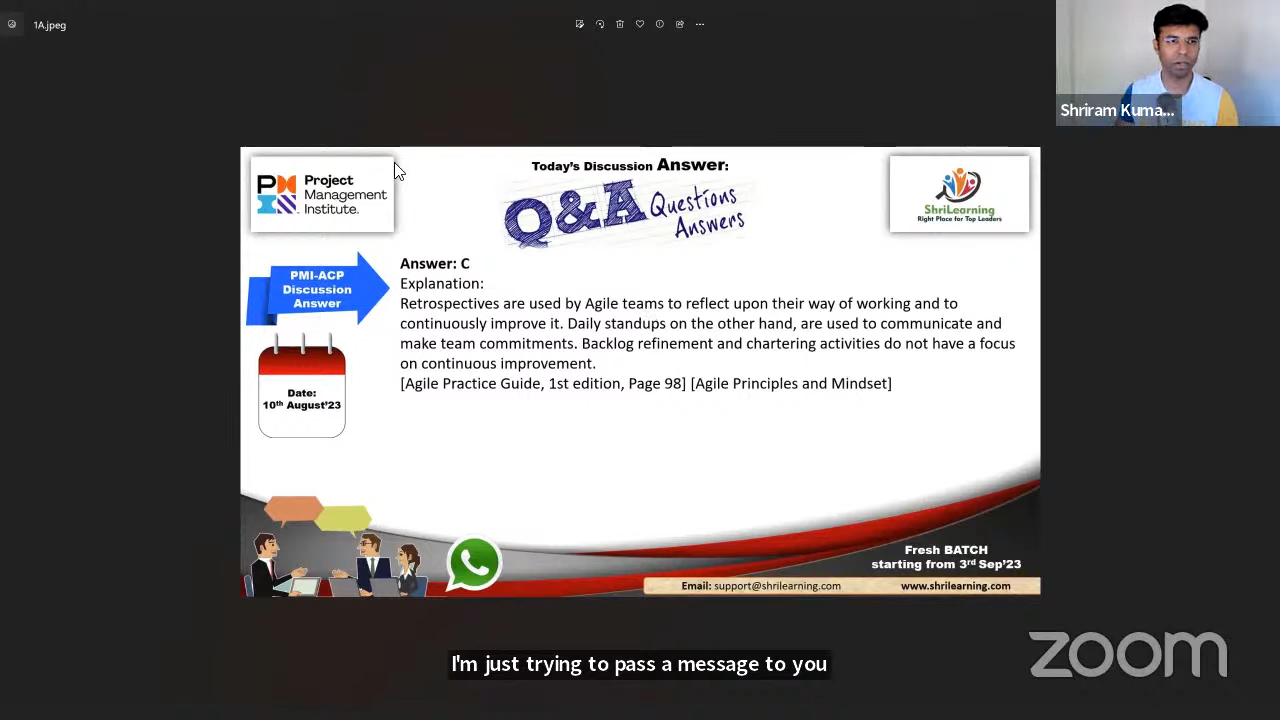 1A.jpeg
Shriram Kuma...
Project
Management
Institute.
Today's Discussion Answer:
Q&A Questions
Answers
ShriLearning
Right Place for Top Leaders
PMI-ACP
Discussion
Answer
Answer: C
Explanation:
Retrospectives are used by Agile teams to reflect upon their way of working and to
continuously improve it. Daily standups on the other hand, are used to communicate and
make team commitments. Backlog refinement and chartering activities do not have a focus
on continuous improvement.
[Agile Practice Guide, 1st edition, Page 98] [Agile Principles and Mindset]
Date:
10th August'23
Fresh BATCH
starting from 3rd Sep'23
Email: support@shrilearning.com www.shrilearning.com
I'm just trying to pass a message to you
zoom